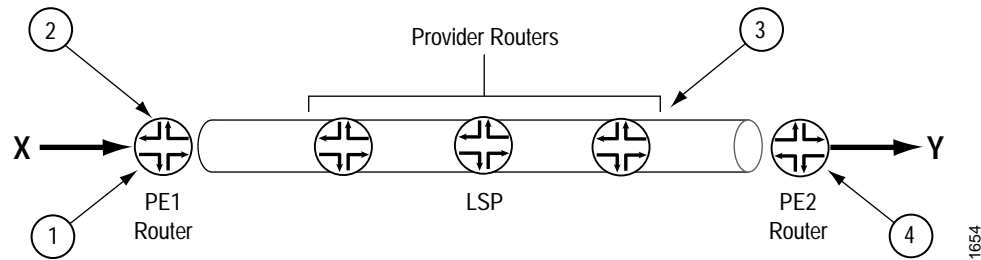 2
Provider Routers
3
X
Y
PE1
Router
LSP
PE2
Router
1
4
1654